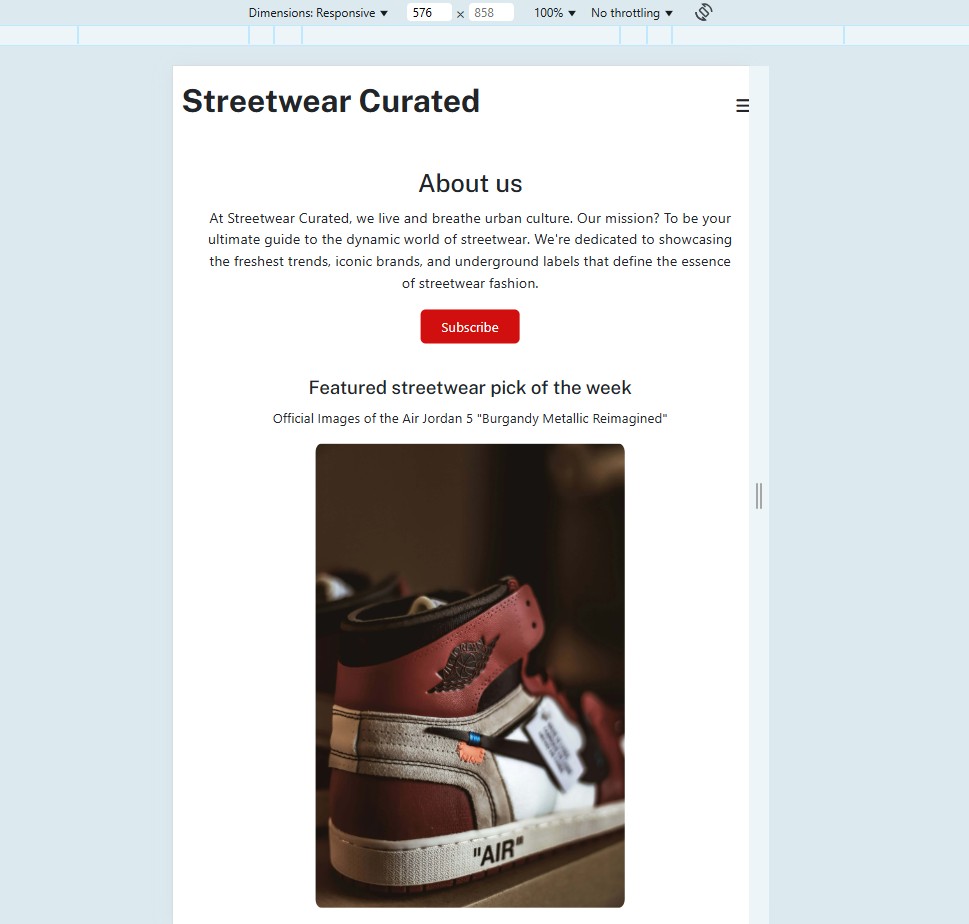 Dimensions: Responsive ▼ 576 × 858 100% ▼ No throttling ▼
Streetwear Curated
About us
At Streetwear Curated, we live and breathe urban culture. Our mission? To be your
ultimate guide to the dynamic world of streetwear. We're dedicated to showcasing
the freshest trends, iconic brands, and underground labels that define the essence
of streetwear fashion.
Subscribe
Featured streetwear pick of the week
Official Images of the Air Jordan 5 "Burgandy Metallic Reimagined"
"AIR"